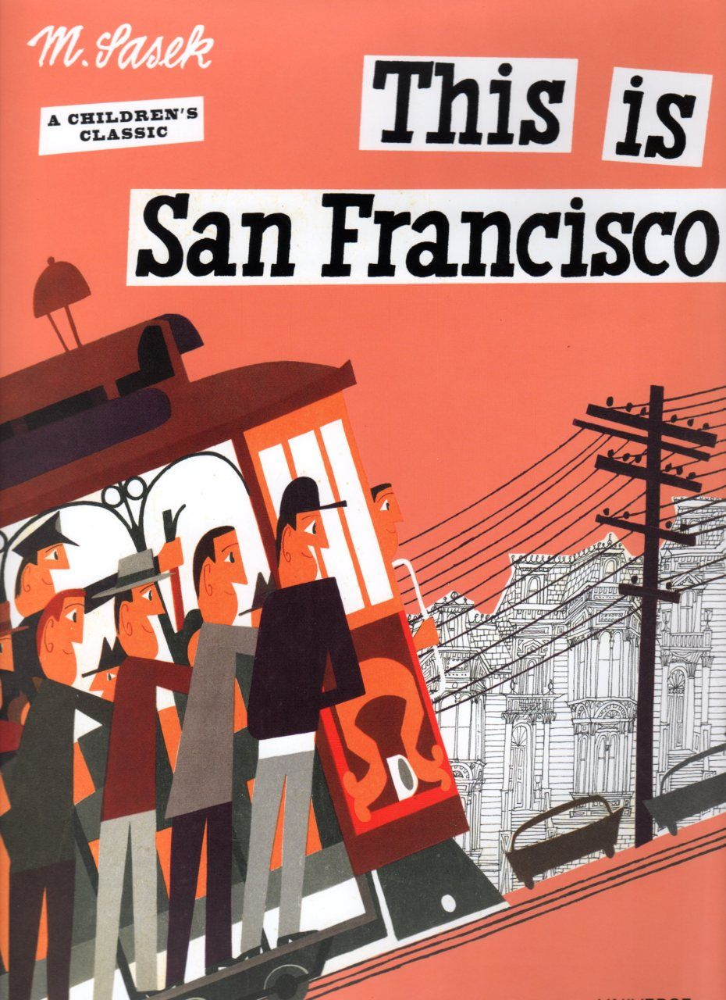 M. Sasek
A CHILDREN'S
CLASSIC
This is
San Francisco